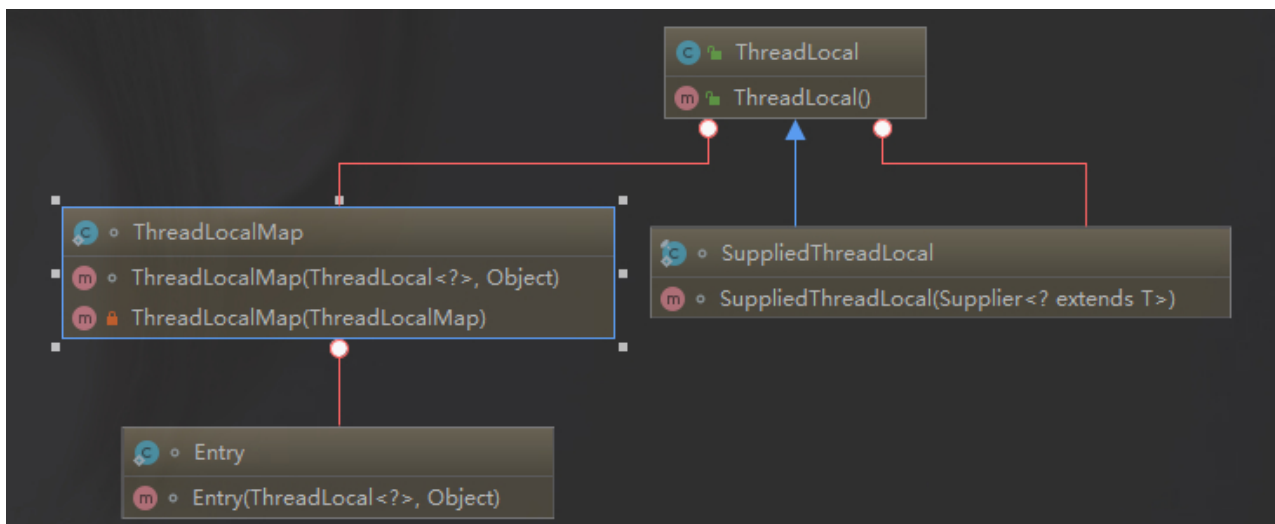 ThreadLocal
ThreadLocal()
ThreadLocalMap
ThreadLocalMap(ThreadLocal<?>, Object)
ThreadLocalMap(ThreadLocalMap)
SuppliedThreadLocal
SuppliedThreadLocal(Supplier<? extends T>)
Entry
Entry(ThreadLocal<?>, Object)